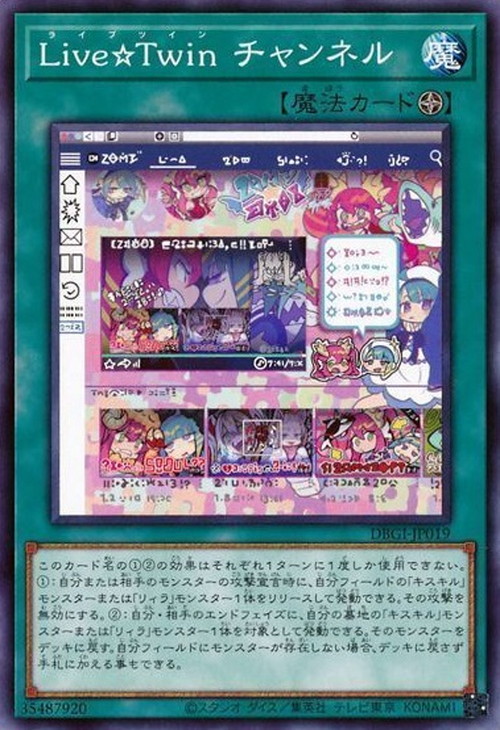 ライブツイン
Live☆Twin チャンネル
魔
【魔法カード】
DBGI-JP019
このカード名の①②の効果はそれぞれ1ターンに1度しか使用できない。
①:自分または相手のモンスターの攻撃宣言時に、自分フィールドの「キスキル」
モンスターまたは「リィラ」モンスター1体をリリースして発動できる。その攻撃を
無効にする。②:自分・相手のエンドフェイズに、自分の墓地の「キスキル」モン
スターまたは「リィラ」モンスター1体を対象として発動できる。そのモンスターを
デッキに戻す。自分フィールドにモンスターが存在しない場合、デッキに戻さず
手札に加える事もできる。
35487920
©スタジオ・ダイス/集英社・テレビ東京・KONAMI